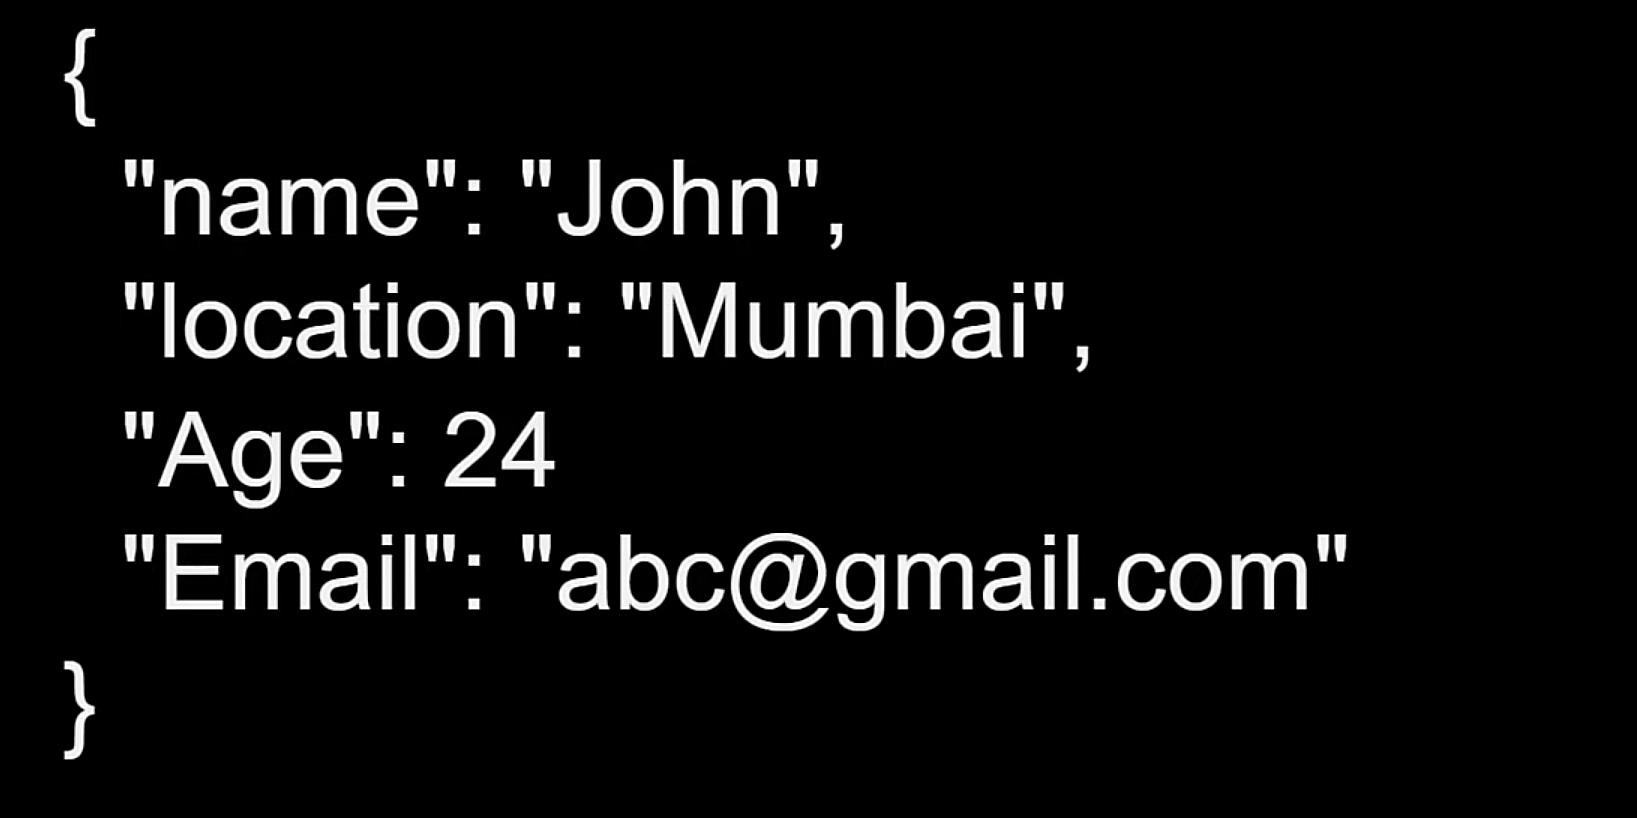 {
"name": "John",
"location": "Mumbai",
"Age": 24
"Email": "abc@gmail.com"
}